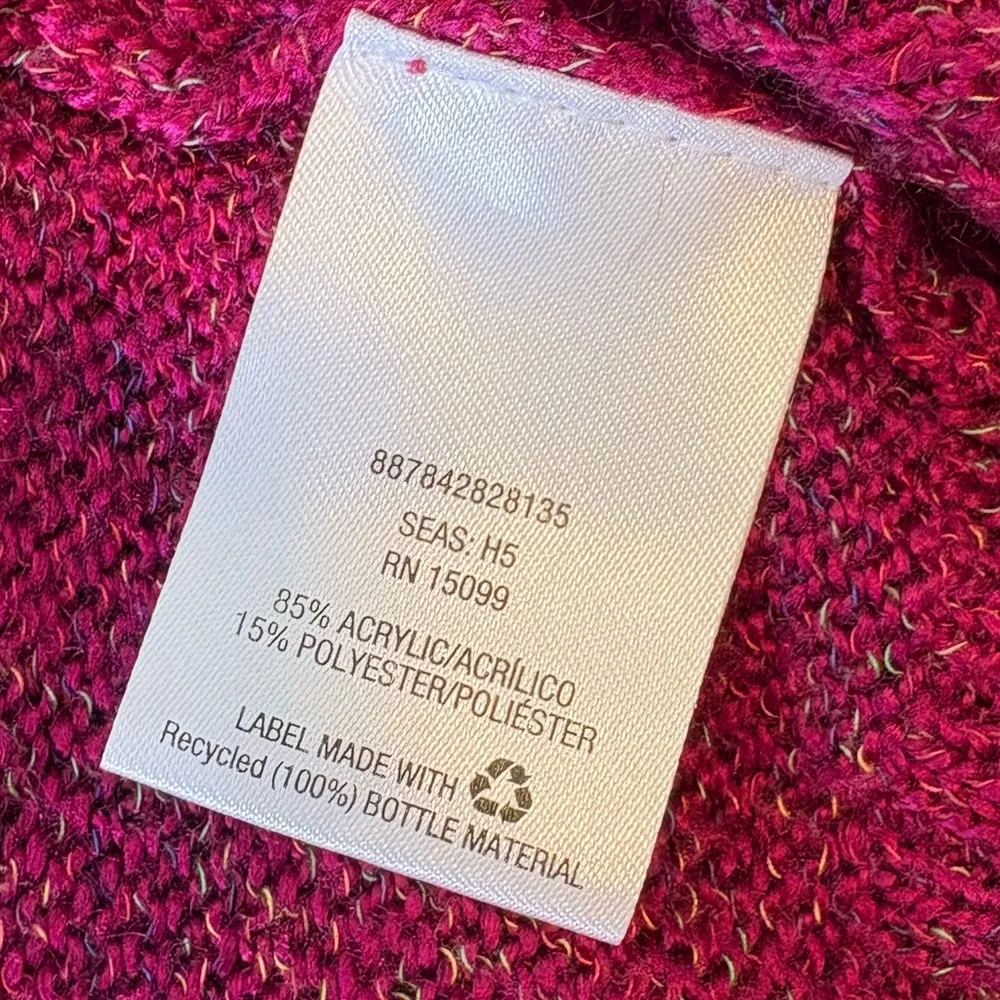 887842828135
SEAS: H5
RN 15099
85% ACRYLIC/ACRÍLICO
15% POLYESTER/POLIÉSTER
LABEL MADE WITH
Recycled (100%) BOTTLE MATERIAL